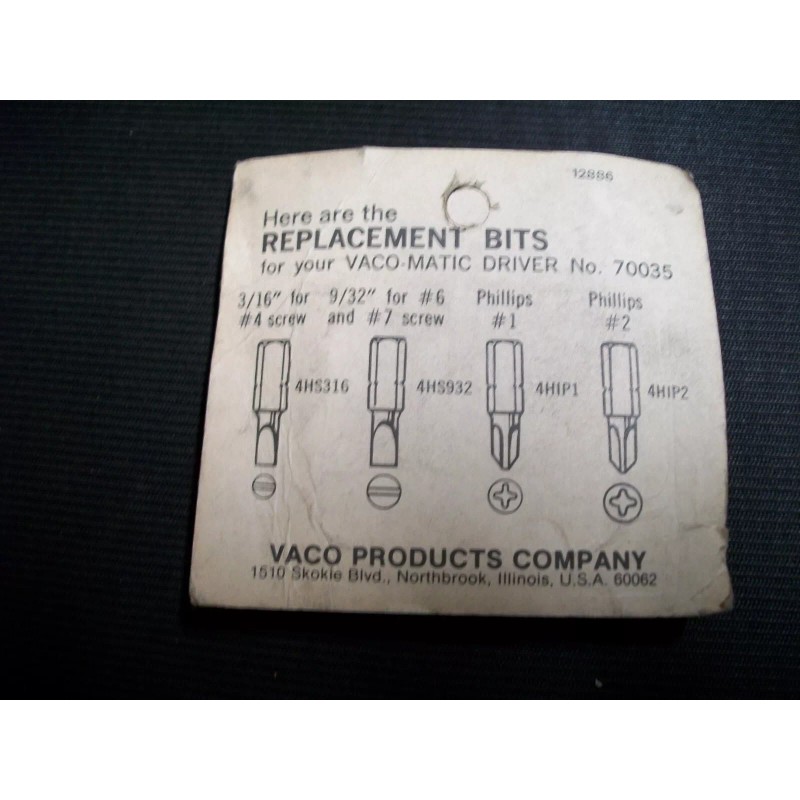 12886
Here are the
REPLACEMENT BITS
for your VACO-MATIC DRIVER No. 70035
3/16" for 9/32" for #6 Phillips Phillips
#4 screw and #7 screw #1 #2
4HS316 4HS932 4HIP1 4HIP2
VACO PRODUCTS COMPANY
1510 Skokie Blvd., Northbrook, Illinois, U.S.A. 60062